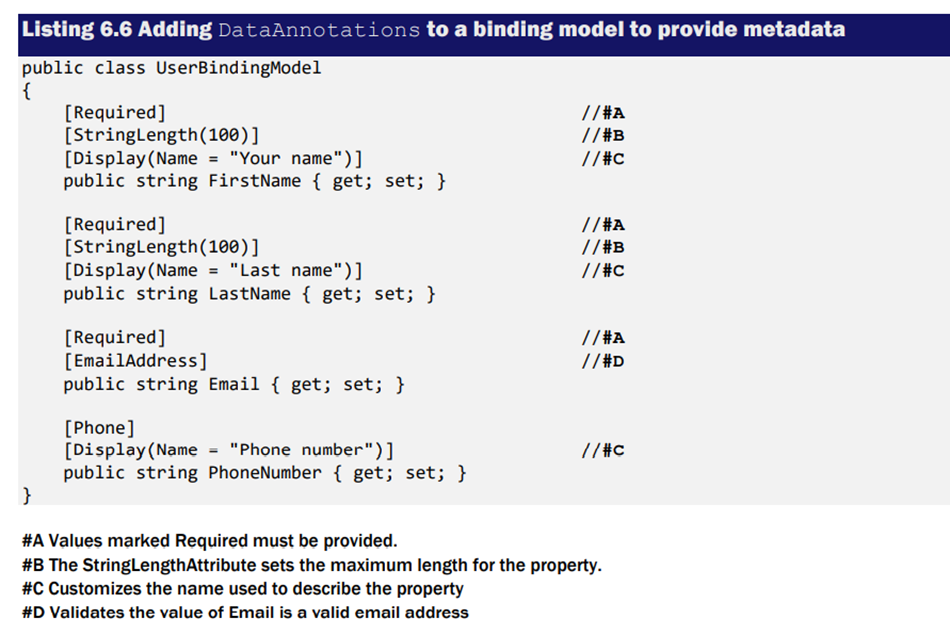 Listing 6.6 Adding DataAnnotations to a binding model to provide metadata
public class UserBindingModel
{
    [Required]                                        //#A
    [StringLength(100)]                               //#B
    [Display(Name = "Your name")]                     //#C
    public string FirstName { get; set; }

    [Required]                                        //#A
    [StringLength(100)]                               //#B
    [Display(Name = "Last name")]                     //#C
    public string LastName { get; set; }

    [Required]                                        //#A
    [EmailAddress]                                    //#D
    public string Email { get; set; }

    [Phone]
    [Display(Name = "Phone number")]                  //#C
    public string PhoneNumber { get; set; }
}
#A Values marked Required must be provided.
#B The StringLengthAttribute sets the maximum length for the property.
#C Customizes the name used to describe the property
#D Validates the value of Email is a valid email address